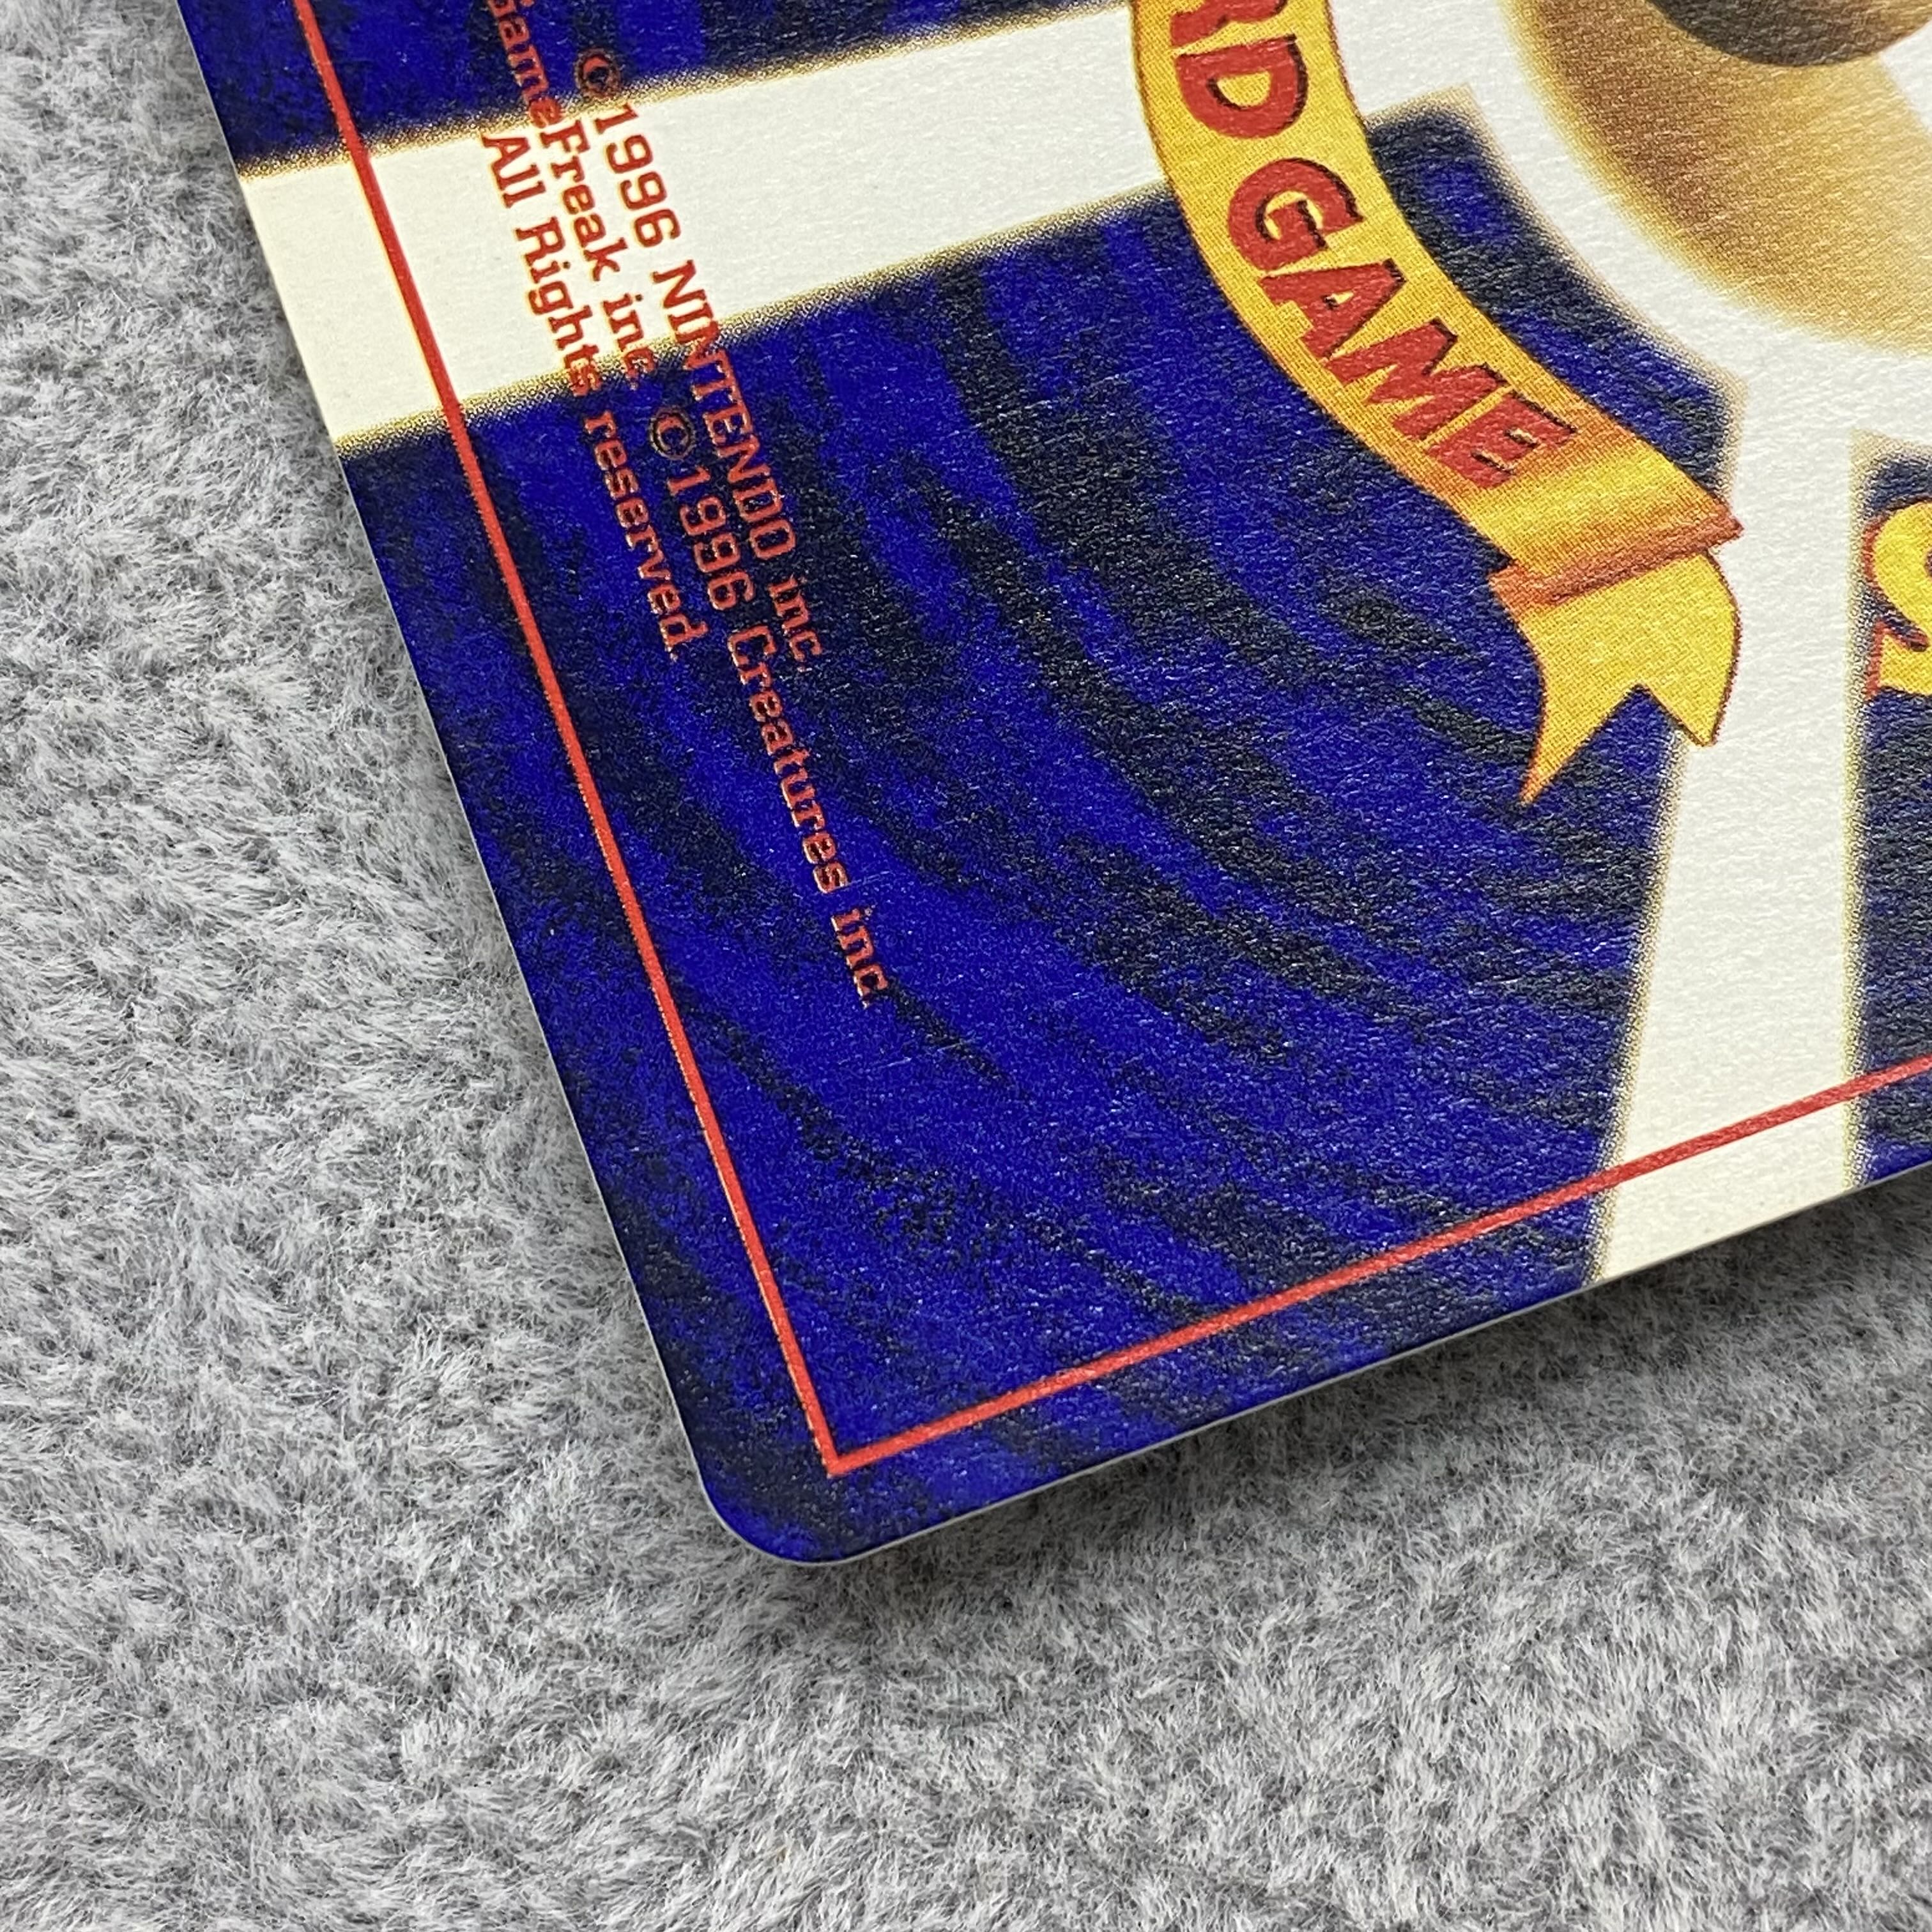 RD GAME
©1996 NINTENDO inc.
GameFreak inc. ©1996 Creatures inc.
All Rights reserved.